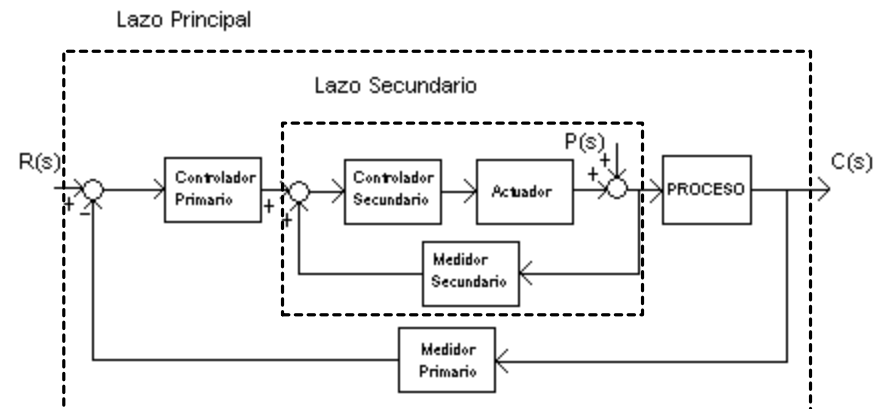 Lazo Principal
Lazo Secundario
P(s)
R(s)
C(s)
Controlador
Primario
Controlador
Secundario
Actuador
PROCESO
+
−
+
+
+
+
Medidor
Secundario
Medidor
Primario